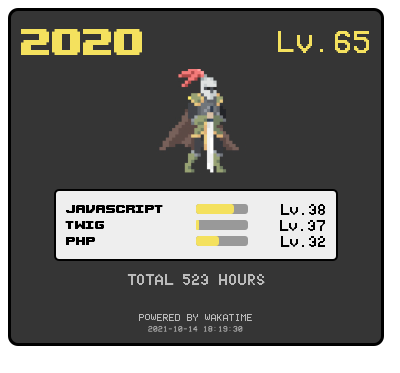 2020 Lv.65
JAVASCRIPT Lv.38
TWIG Lv.37
PHP Lv.32
TOTAL 523 HOURS
POWERED BY WAKATIME
2021-10-14 18:19:30